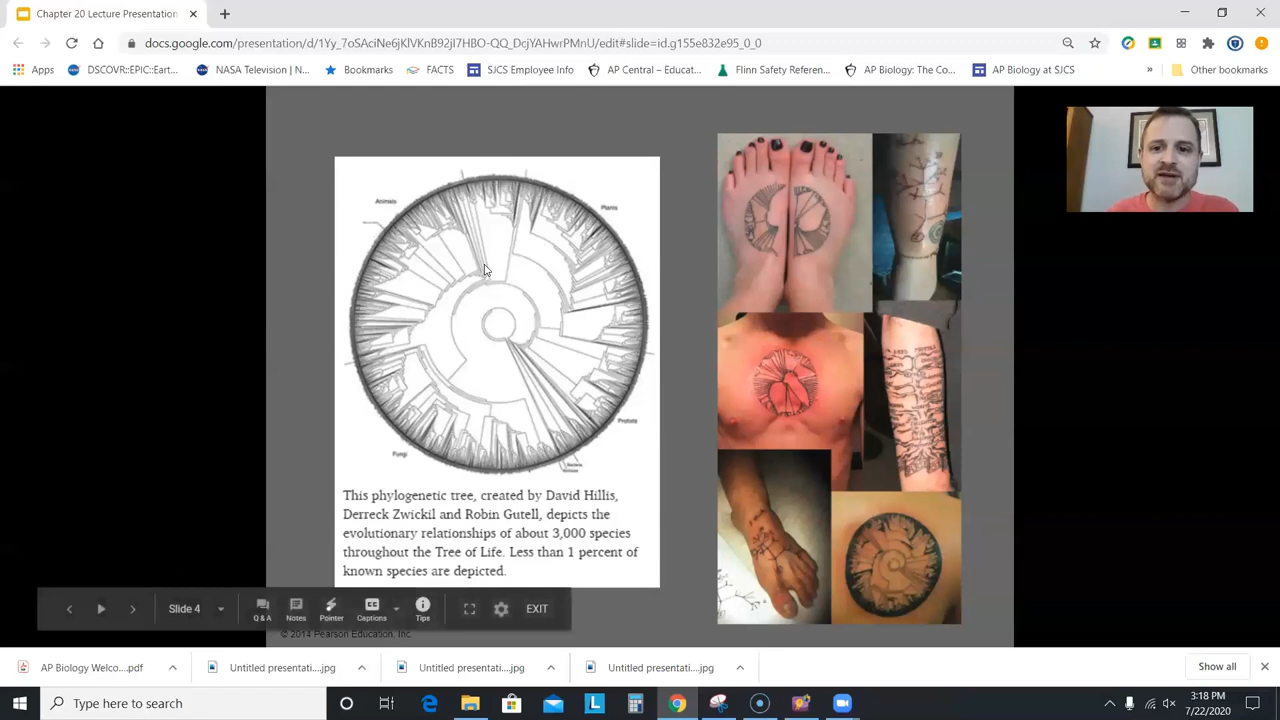 Chapter 20 Lecture Presentation
docs.google.com/presentation/d/1Yy_7oSAciNe6jKlVKnB92iI7HBO-QQ_DcjYAHwrPMnU/edit#slide=id.g155e832e95_0_0
Apps
DSCOVR::EPIC::Eart...
NASA Television | N...
Bookmarks
FACTS
SJCS Employee Info
AP Central – Educat...
Flinn Safety Referen...
AP Biology: The Co...
AP Biology at SJCS
»
Other bookmarks
Animals
Plants
Protists
Fungi
This phylogenetic tree, created by David Hillis,
Derreck Zwickil and Robin Gutell, depicts the
evolutionary relationships of about 3,000 species
throughout the Tree of Life. Less than 1 percent of
known species are depicted.
Slide 4
Q & A
Notes
Pointer
Captions
Tips
EXIT
© 2014 Pearson Education, Inc.
AP Biology Welco....pdf
Untitled presentati....jpg
Untitled presentati....jpg
Untitled presentati....jpg
Show all
Type here to search
3:18 PM
7/22/2020